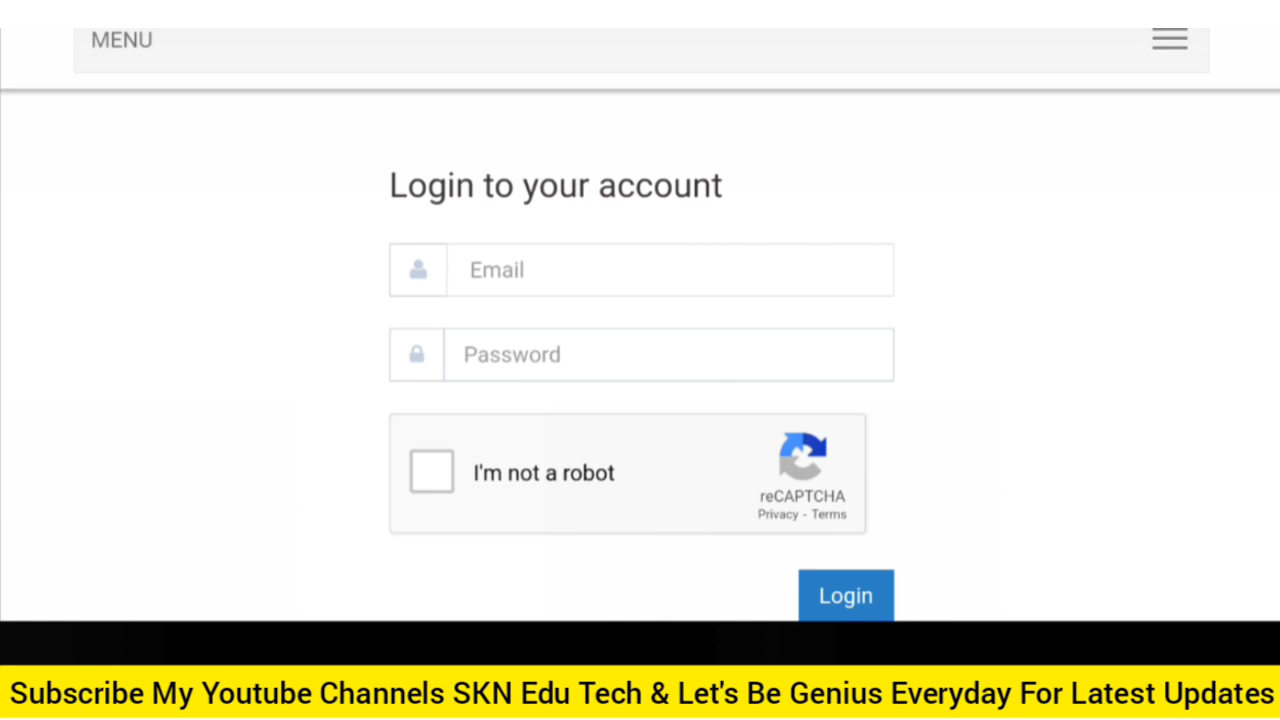 MENU
Login to your account
Email
Password
I'm not a robot
reCAPTCHA
Privacy - Terms
Login
Subscribe My Youtube Channels SKN Edu Tech & Let's Be Genius Everyday For Latest Updates